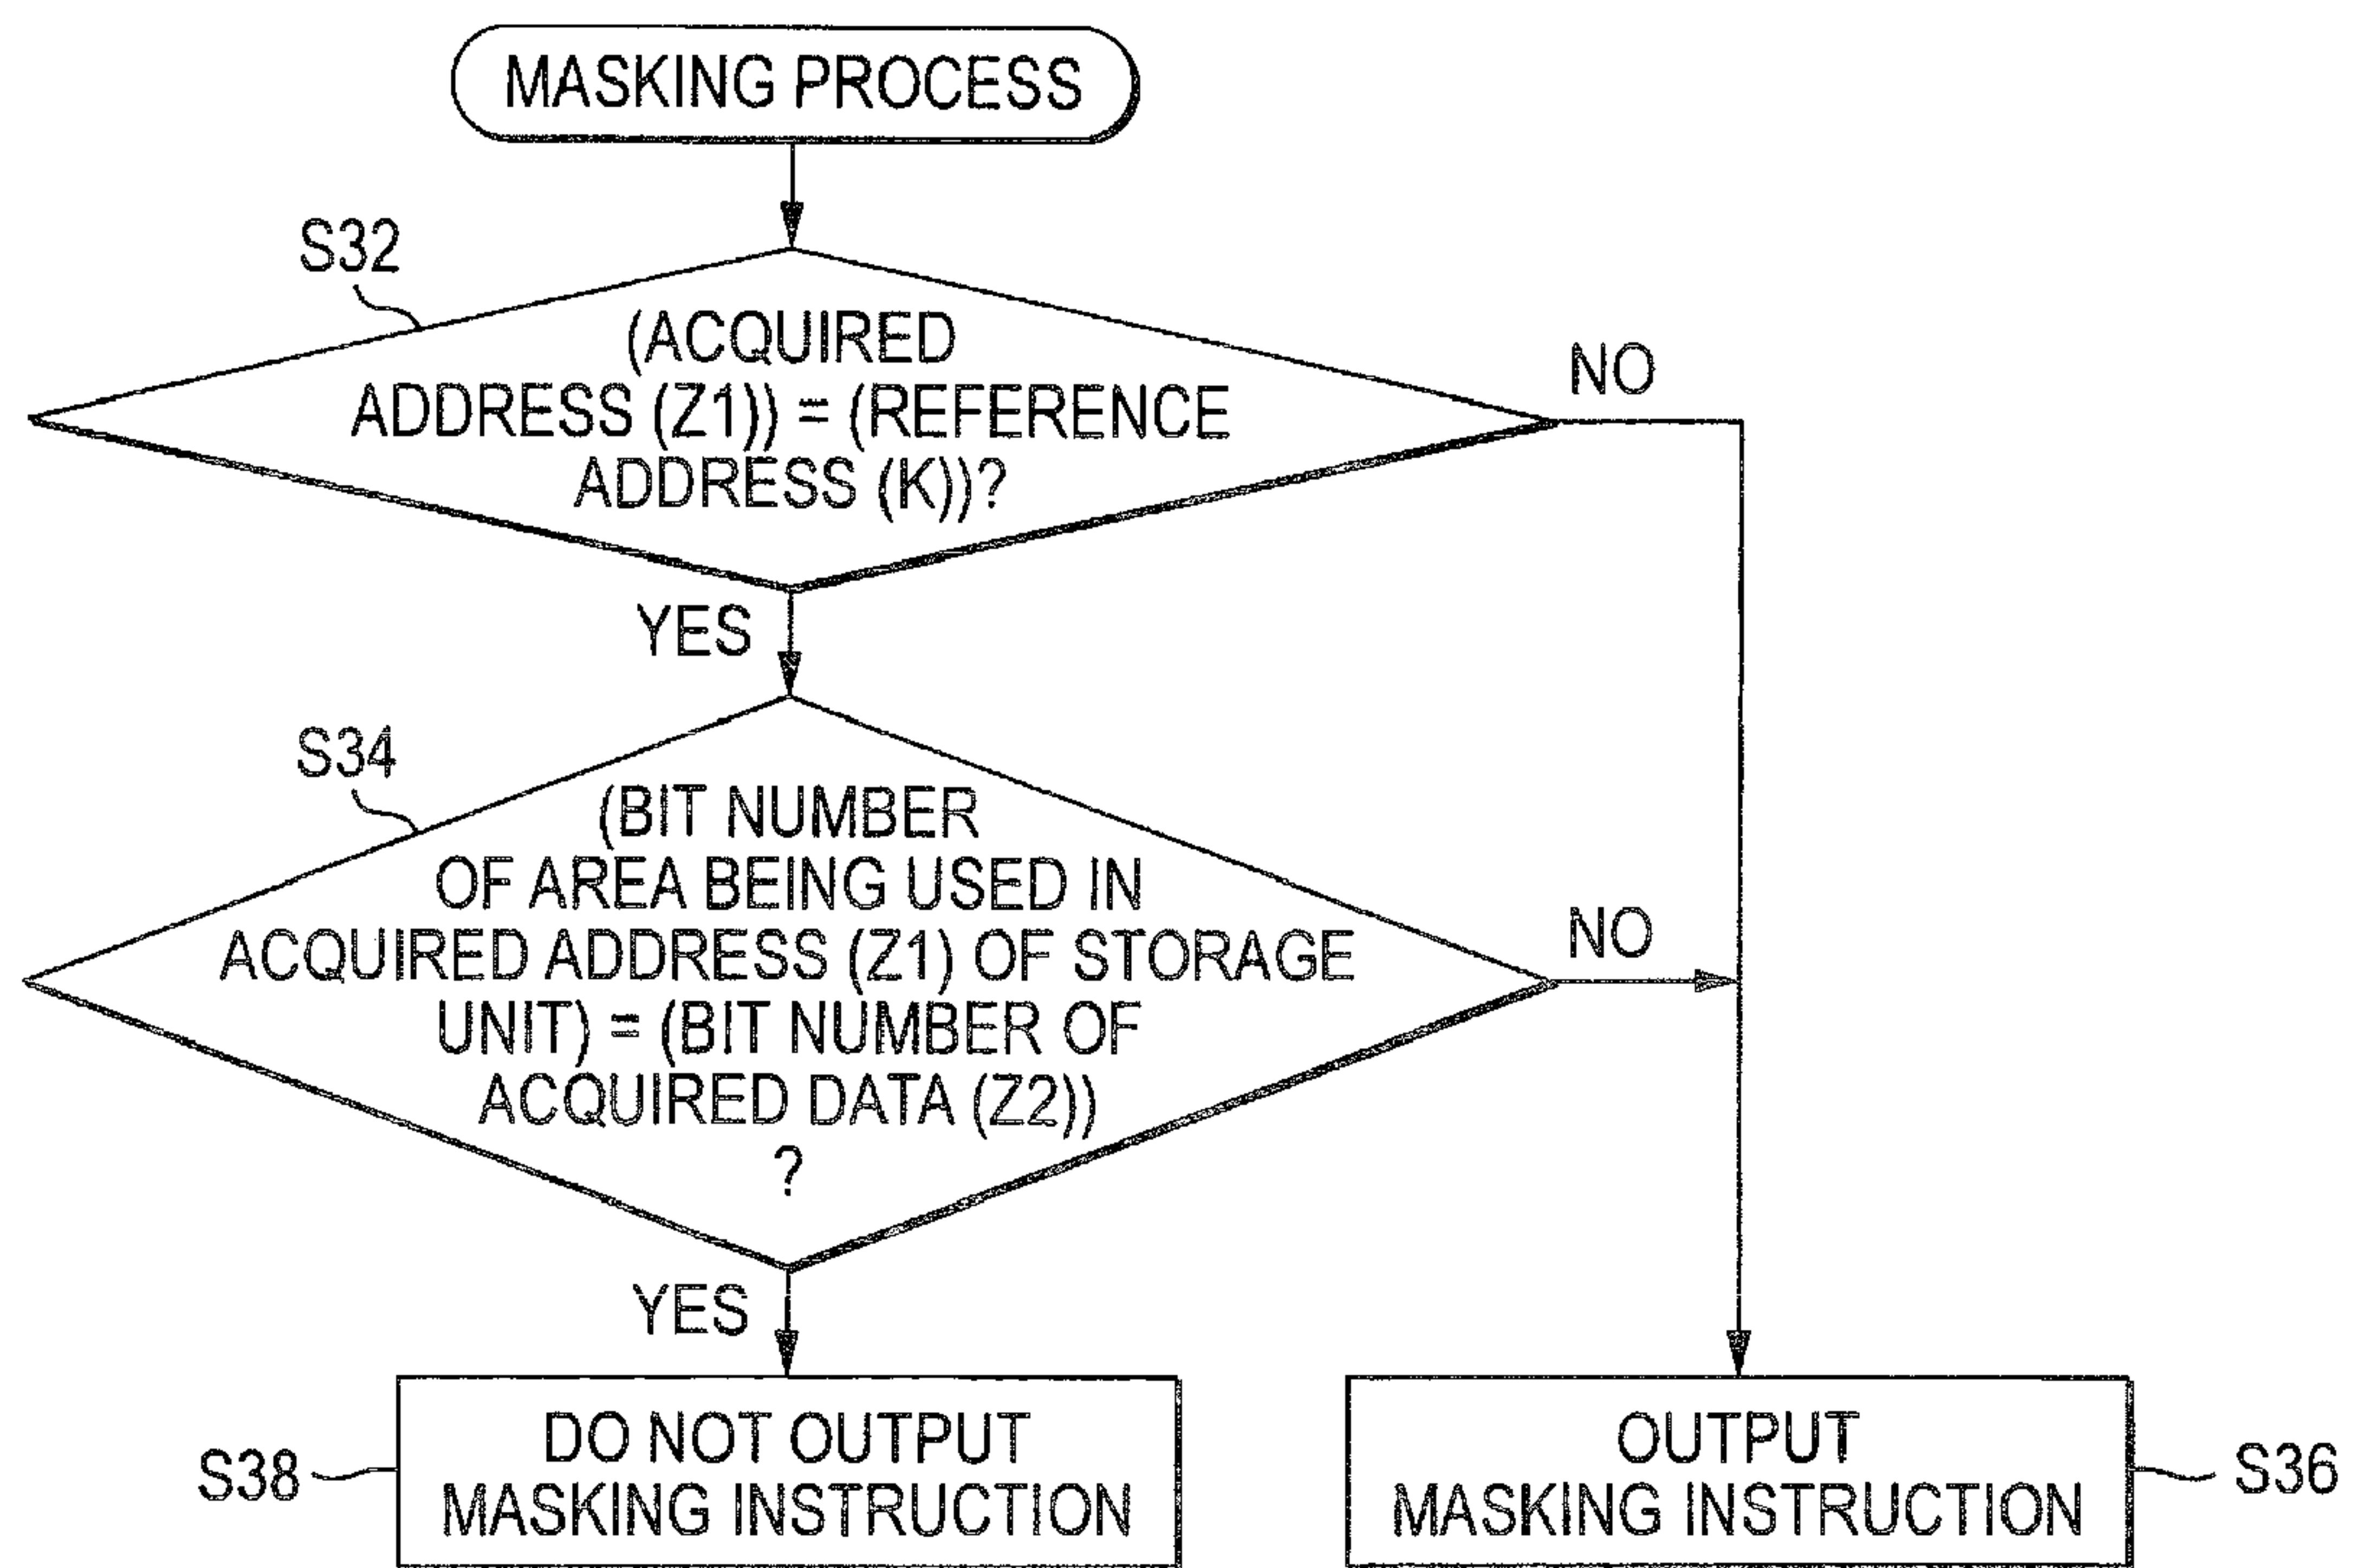 MASKING PROCESS
S32
(ACQUIRED
ADDRESS (Z1)) = (REFERENCE
ADDRESS (K))?
NO
YES
S34
(BIT NUMBER
OF AREA BEING USED IN
ACQUIRED ADDRESS (Z1) OF STORAGE
UNIT) = (BIT NUMBER OF
ACQUIRED DATA (Z2))
?
NO
YES
S38
DO NOT OUTPUT
MASKING INSTRUCTION
OUTPUT
MASKING INSTRUCTION
S36